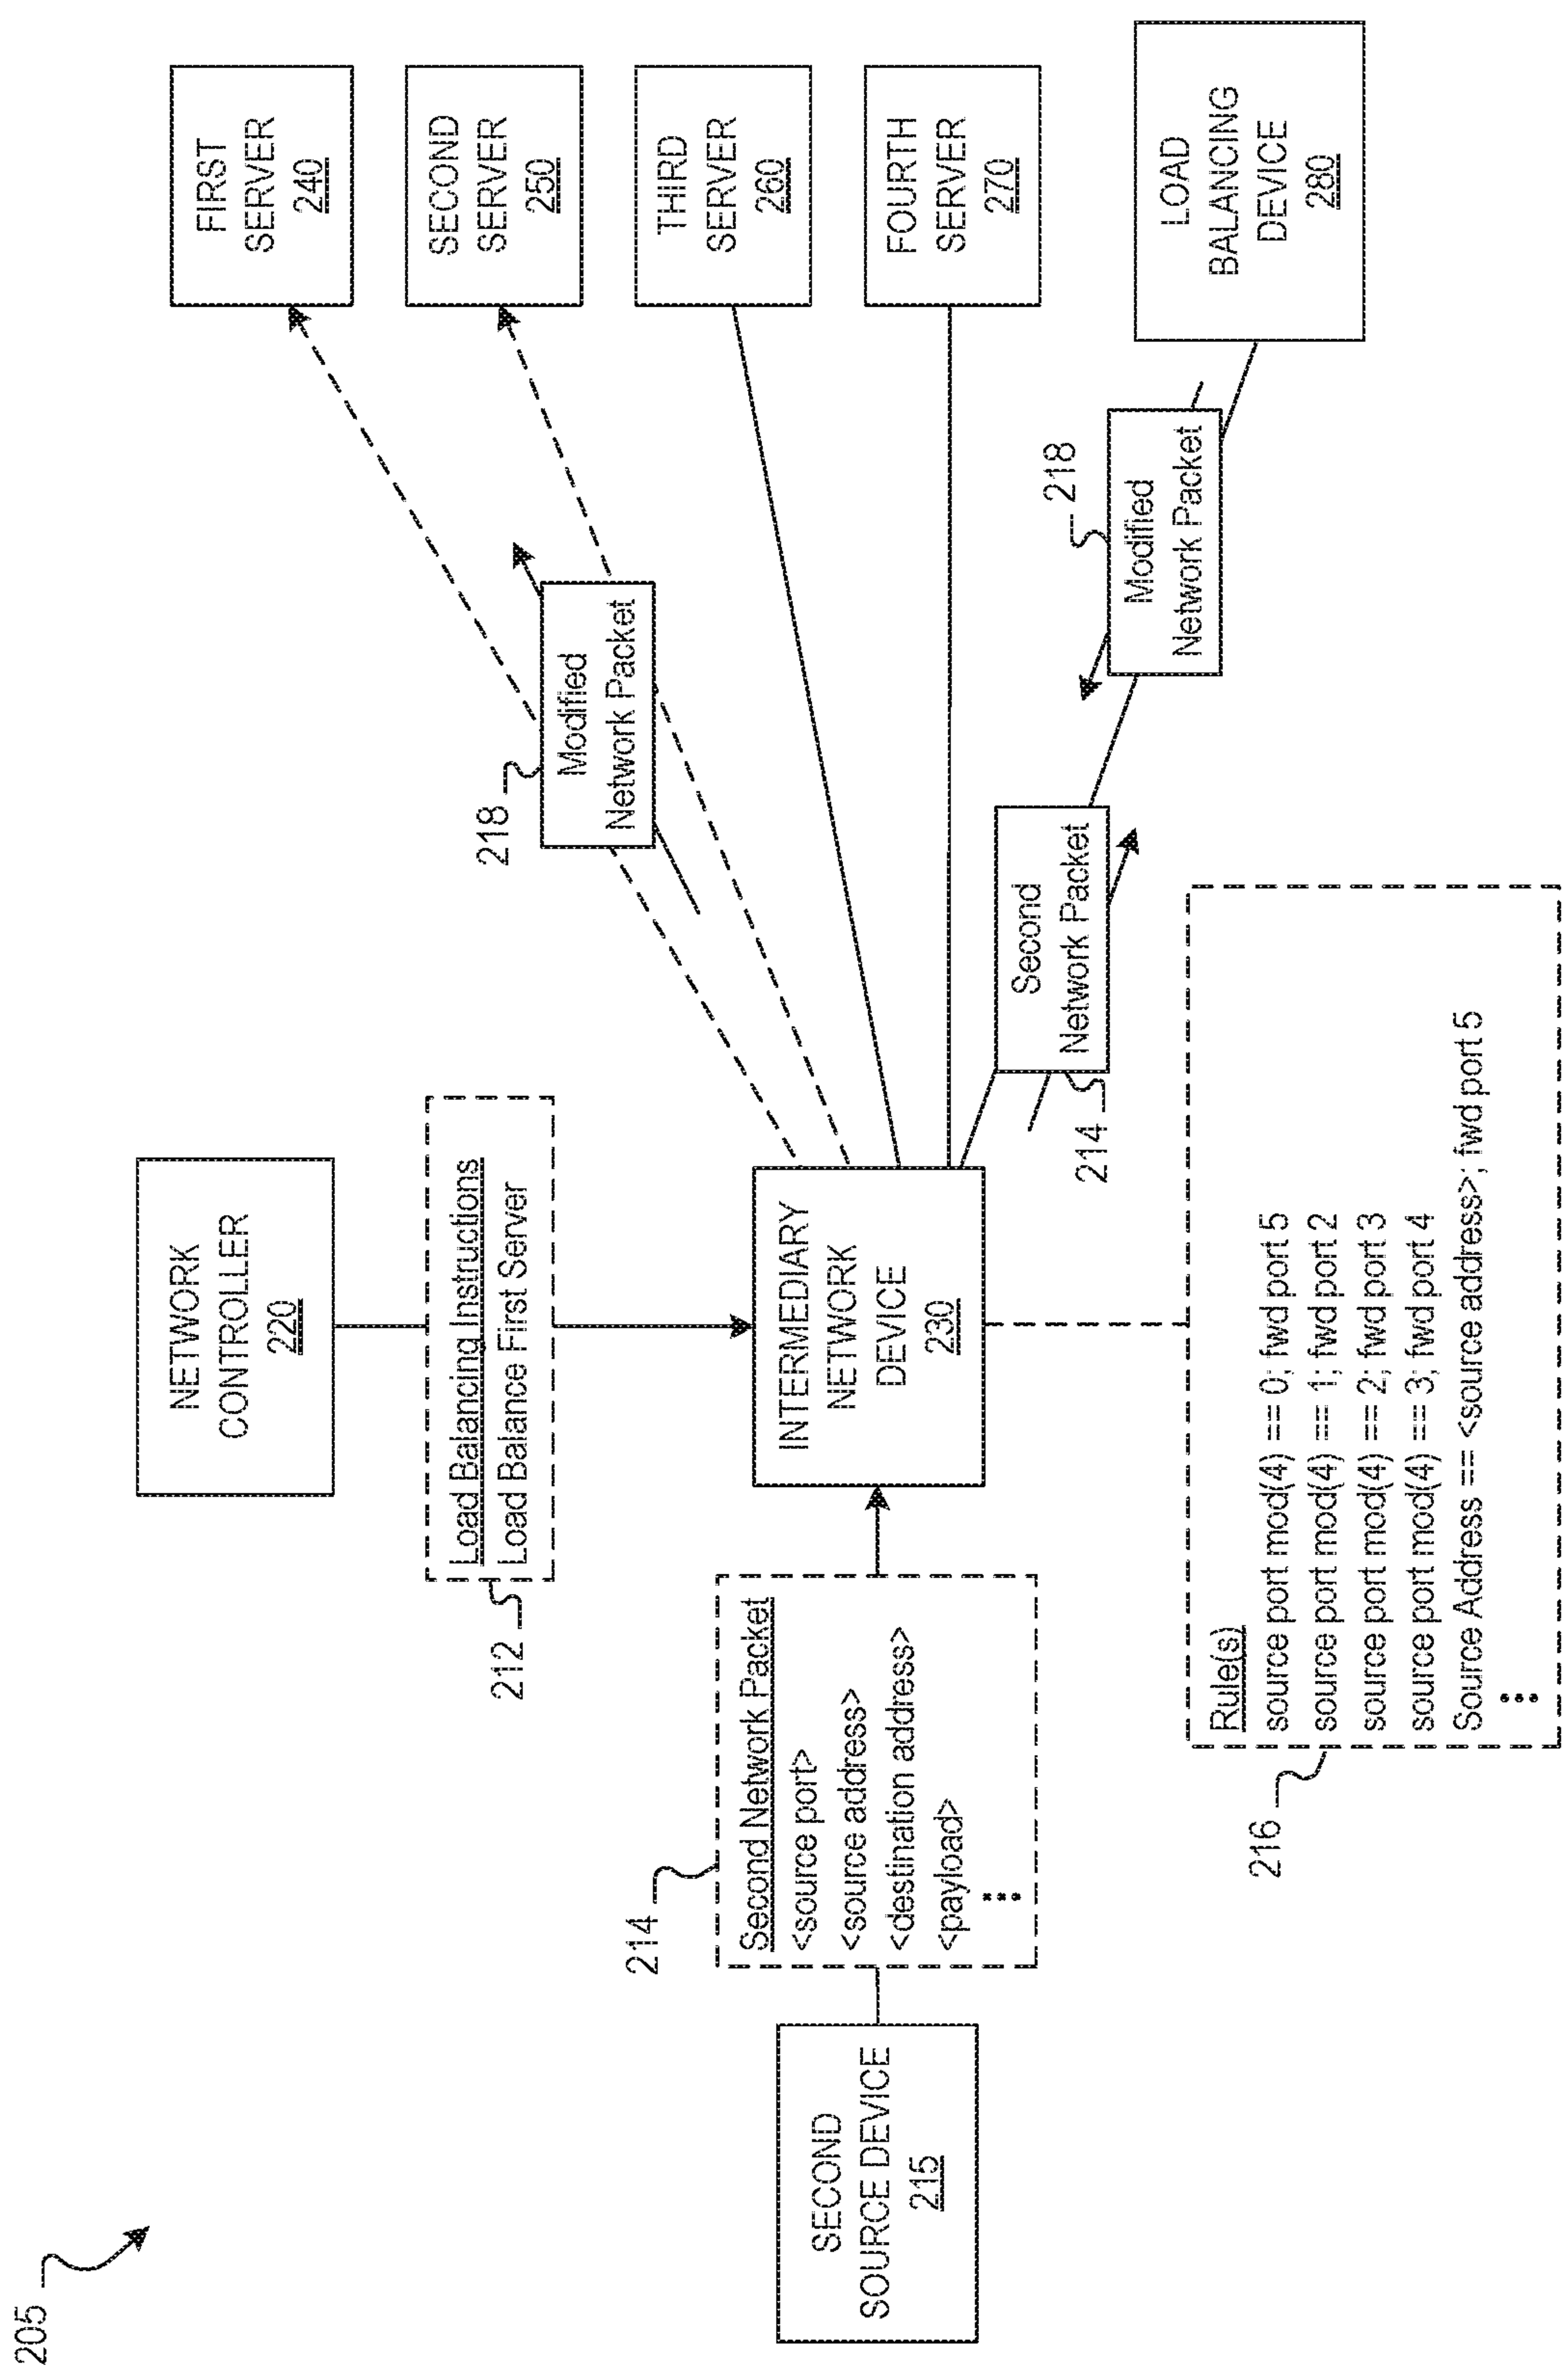 205
NETWORK
CONTROLLER
220
212
Load Balancing Instructions
Load Balance First Server
SECOND
SOURCE DEVICE
215
214
Second Network Packet
<source port>
<source address>
<destination address>
<payload>
INTERMEDIARY
NETWORK
DEVICE
230
218
Modified
Network Packet
FIRST
SERVER
240
SECOND
SERVER
250
THIRD
SERVER
260
FOURTH
SERVER
270
LOAD
BALANCING
DEVICE
280
214
Second
Network Packet
218
Modified
Network Packet
216
Rule(s)
source port mod(4) == 0; fwd port 5
source port mod(4) == 1; fwd port 2
source port mod(4) == 2; fwd port 3
source port mod(4) == 3; fwd port 4
Source Address == <source address>; fwd port 5